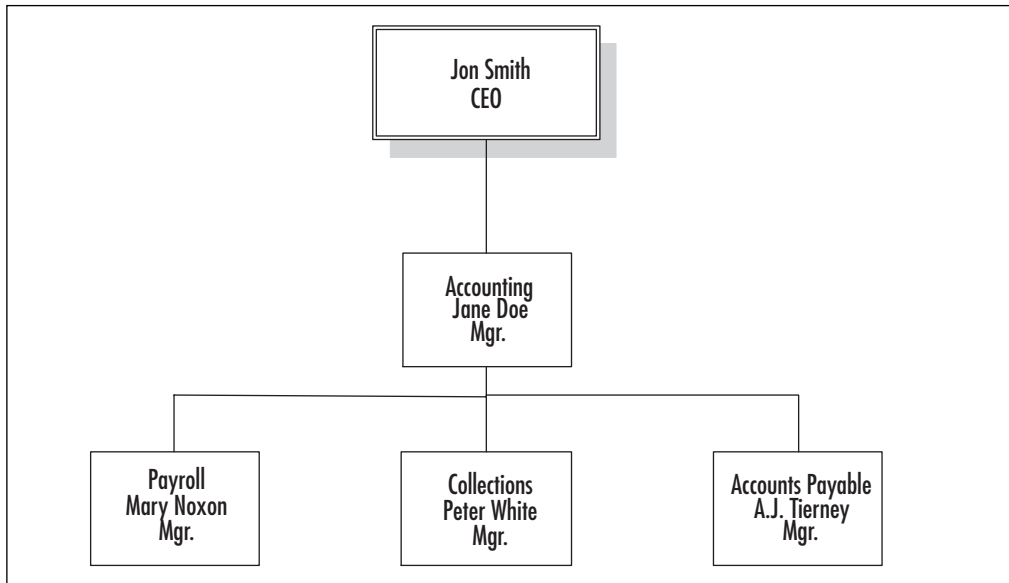 Jon Smith
CEO
Accounting
Jane Doe
Mgr.
Payroll
Mary Noxon
Mgr.
Collections
Peter White
Mgr.
Accounts Payable
A.J. Tierney
Mgr.